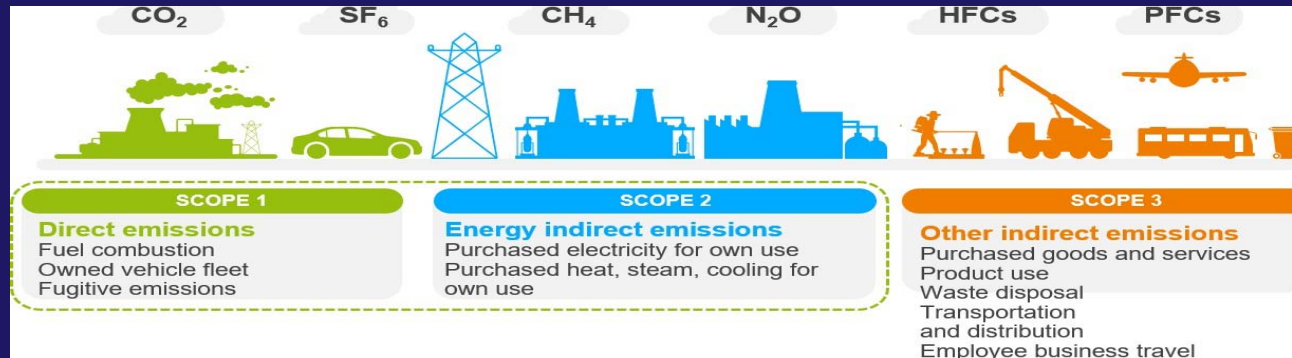 CO₂ SF₆ CH₄ N₂O HFCs PFCs
SCOPE 1
Direct emissions
Fuel combustion
Owned vehicle fleet
Fugitive emissions
SCOPE 2
Energy indirect emissions
Purchased electricity for own use
Purchased heat, steam, cooling for
own use
SCOPE 3
Other indirect emissions
Purchased goods and services
Product use
Waste disposal
Transportation
and distribution
Employee business travel